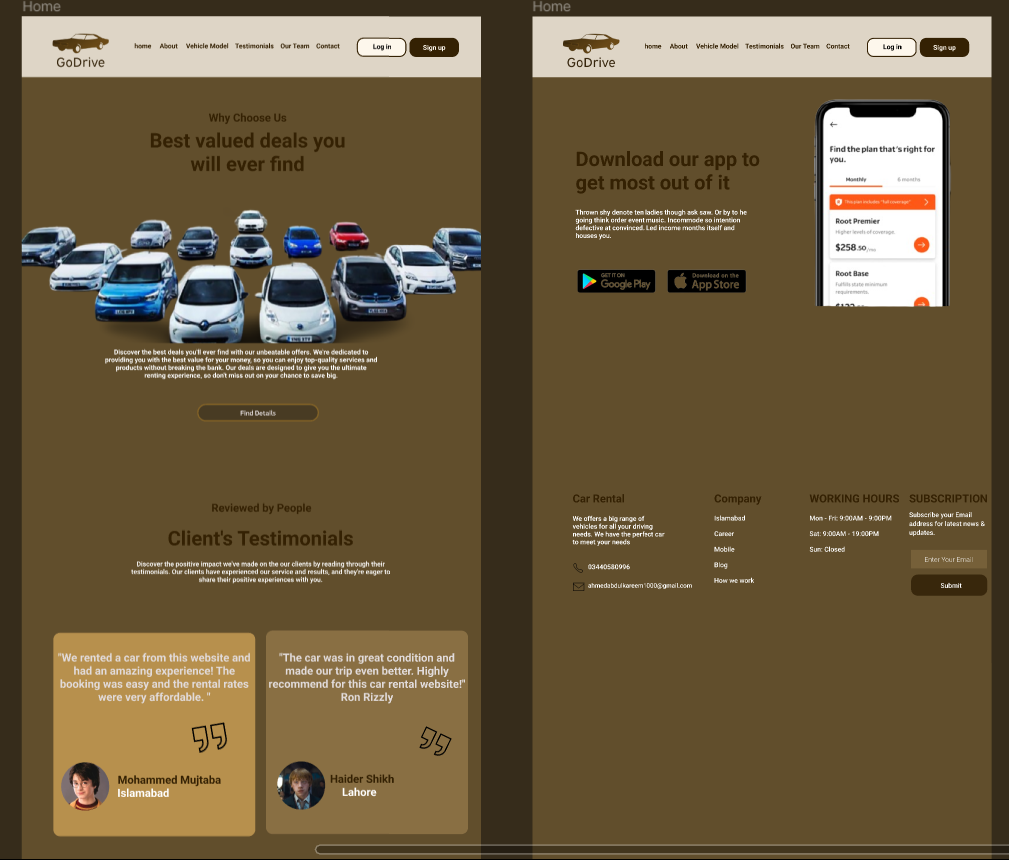 Home
GoDrive
home About Vehicle Model Testimonials Our Team Contact
Log in
Sign up
Why Choose Us
Best valued deals you
will ever find
Discover the best deals you'll ever find with our unbeatable offers. We're dedicated to
providing you with the best value for your money, so you can enjoy top-quality services and
products without breaking the bank. Our deals are designed to give you the ultimate
renting experience, so don't miss out on your chance to save big.
Find Details
Reviewed by People
Client's Testimonials
Discover the positive impact we've made on the our clients by reading through their
testimonials. Our clients have experienced our service and results, and they're eager to
share their positive experiences with you.
"We rented a car from this website and
had an amazing experience! The
booking was easy and the rental rates
were very affordable. "
Mohammed Mujtaba
Islamabad
"The car was in great condition and
made our trip even better. Highly
recommend for this car rental website!"
Ron Rizzly
Haider Shikh
Lahore
Home
GoDrive
home About Vehicle Model Testimonials Our Team Contact
Log in
Sign up
Download our app to
get most out of it
Thrown shy denote ten ladies though ask saw. Or by to he
going think order event music. Incommode so intention
defective at convinced. Led income months itself and
houses you.
GET IT ON
Google Play
Download on the
App Store
Find the plan that's right for
you.
Monthly
6 months
This plan includes "full coverage"
Root Premier
Higher levels of coverage.
$258.50 /mo
Root Base
Fulfills state minimum
requirements.
Car Rental
We offers a big range of
vehicles for all your driving
needs. We have the perfect car
to meet your needs
03440580996
ahmedabdulkareem1000@gmail.com
Company
Islamabad
Career
Mobile
Blog
How we work
WORKING HOURS
Mon - Fri: 9:00AM - 9:00PM
Sat: 9:00AM - 19:00PM
Sun: Closed
SUBSCRIPTION
Subscribe your Email
address for latest news &
updates.
Enter Your Email
Submit